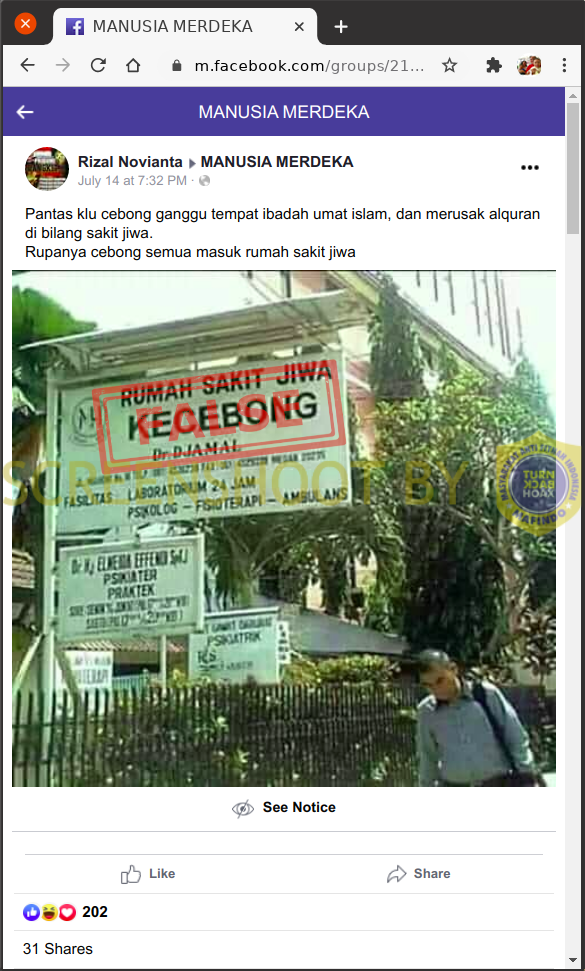 MANUSIA MERDEKA
m.facebook.com/groups/21...
MANUSIA MERDEKA
Rizal Novianta ▸ MANUSIA MERDEKA
July 14 at 7:32 PM ·
Pantas klu cebong ganggu tempat ibadah umat islam, dan merusak alquran
di bilang sakit jiwa.
Rupanya cebong semua masuk rumah sakit jiwa
RUMAH SAKIT JIWA
KECEBONG
FALSE
Dr. DJAMAL
FASILITAS LABORATORIUM 24 JAM
PSIKOLOG - FISIOTERAPI - AMBULANS
SCREENSHOOT BY
TURN
BACK
HOAX
MAFINDO
Dr. Hj ELMEIDA EFFENDI SpKJ
PSIKIATER
PRAKTEK
PSIKIATRIK
See Notice
Like
Share
202
31 Shares